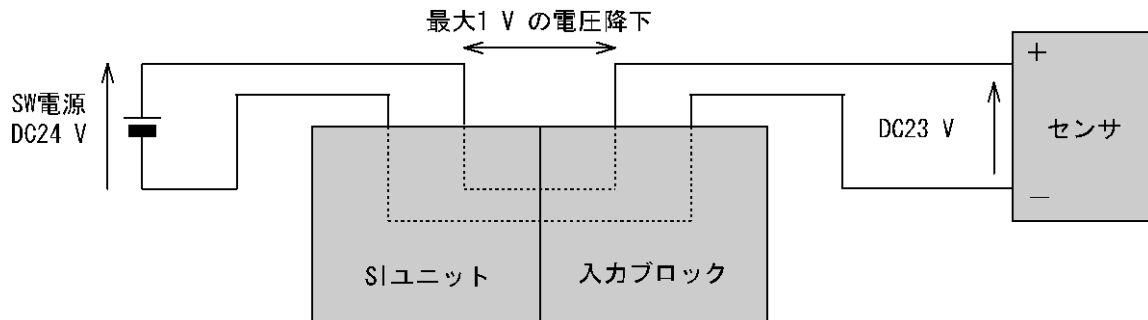 最大1 V の電圧降下
SW電源
DC24 V
+
DC23 V
センサ
－
SIユニット
入力ブロック